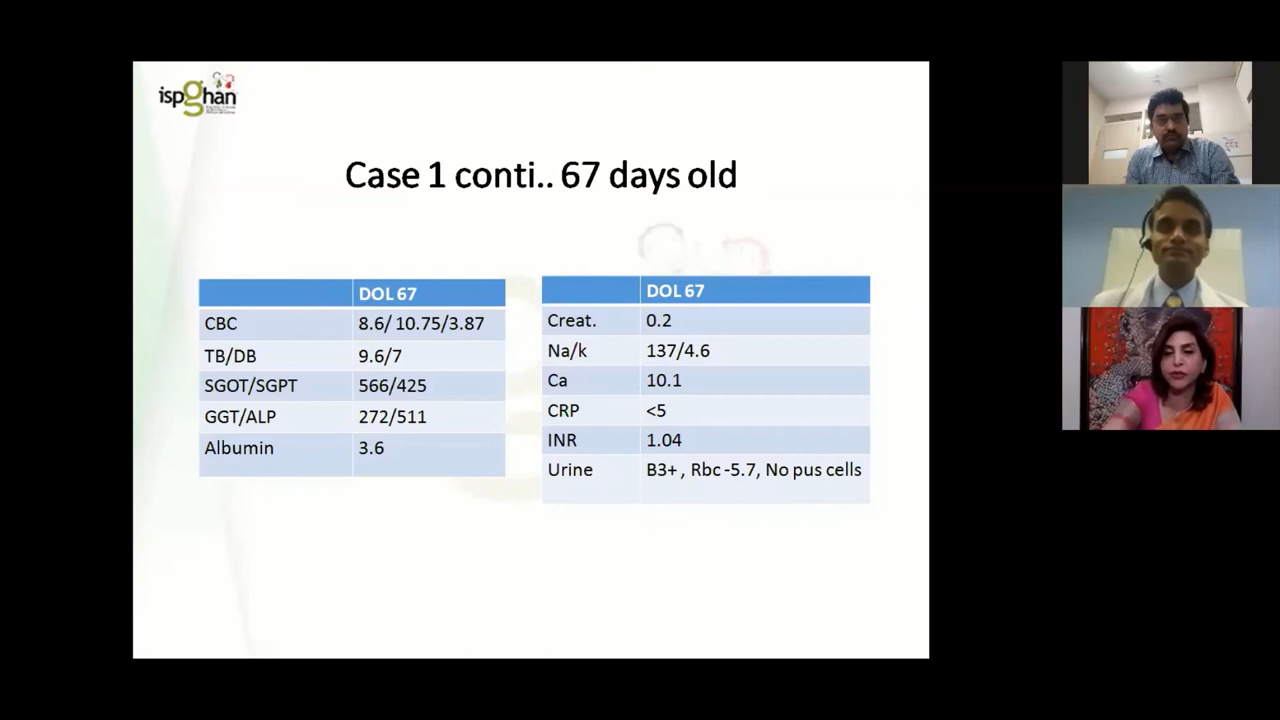 ispghan
Case 1 conti.. 67 days old
DOL 67
CBC 8.6/ 10.75/3.87
TB/DB 9.6/7
SGOT/SGPT 566/425
GGT/ALP 272/511
Albumin 3.6
DOL 67
Creat. 0.2
Na/k 137/4.6
Ca 10.1
CRP <5
INR 1.04
Urine B3+ , Rbc -5.7, No pus cells